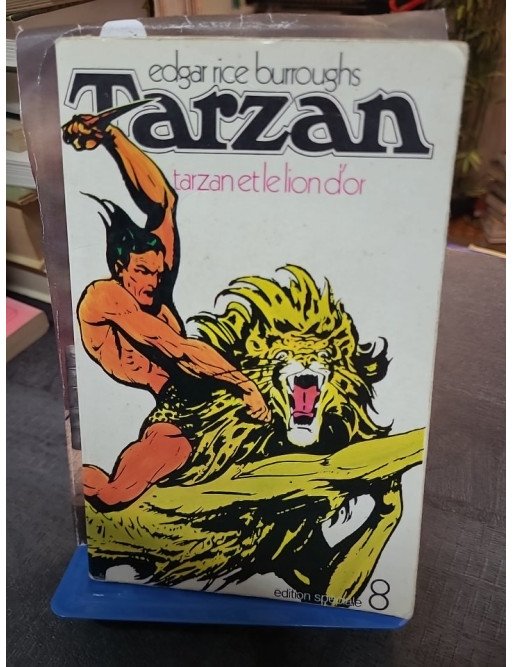 edgar rice burroughs
Tarzan
tarzan et le lion d'or
edition spéciale 8